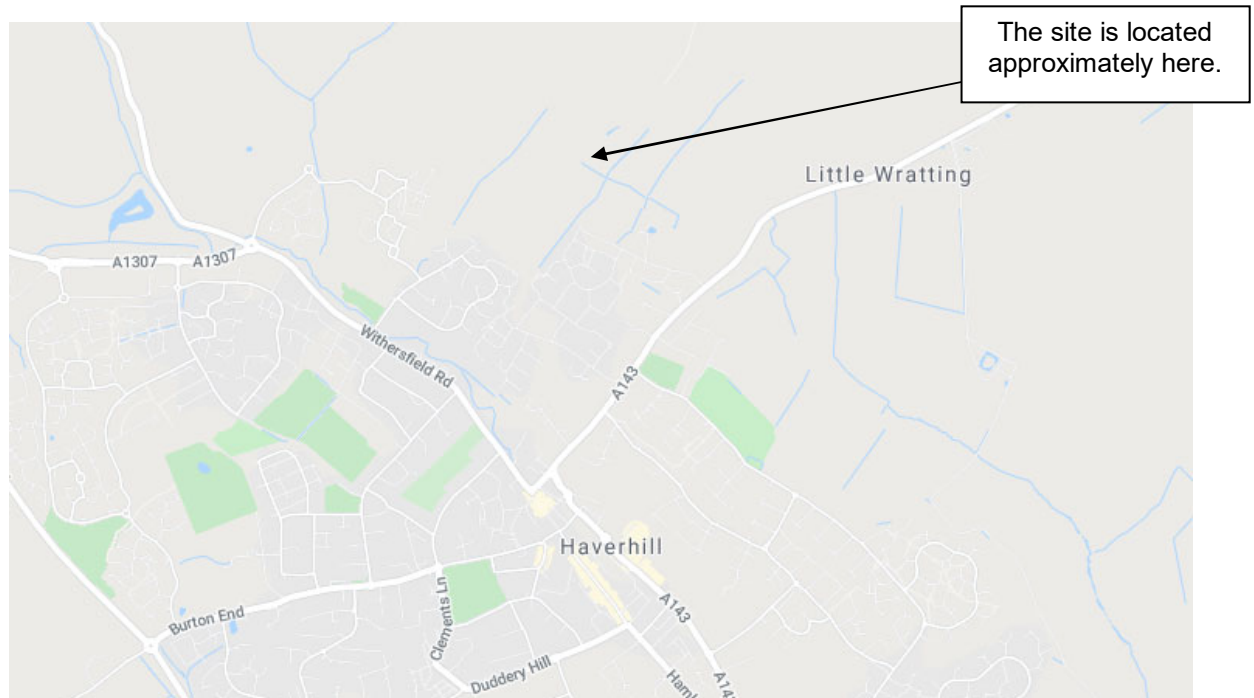 The site is located
approximately here.
Little Wratting
A1307
A1307
Withersfield Rd
A143
Haverhill
A143
Burton End
Clements Ln
Duddery Hill